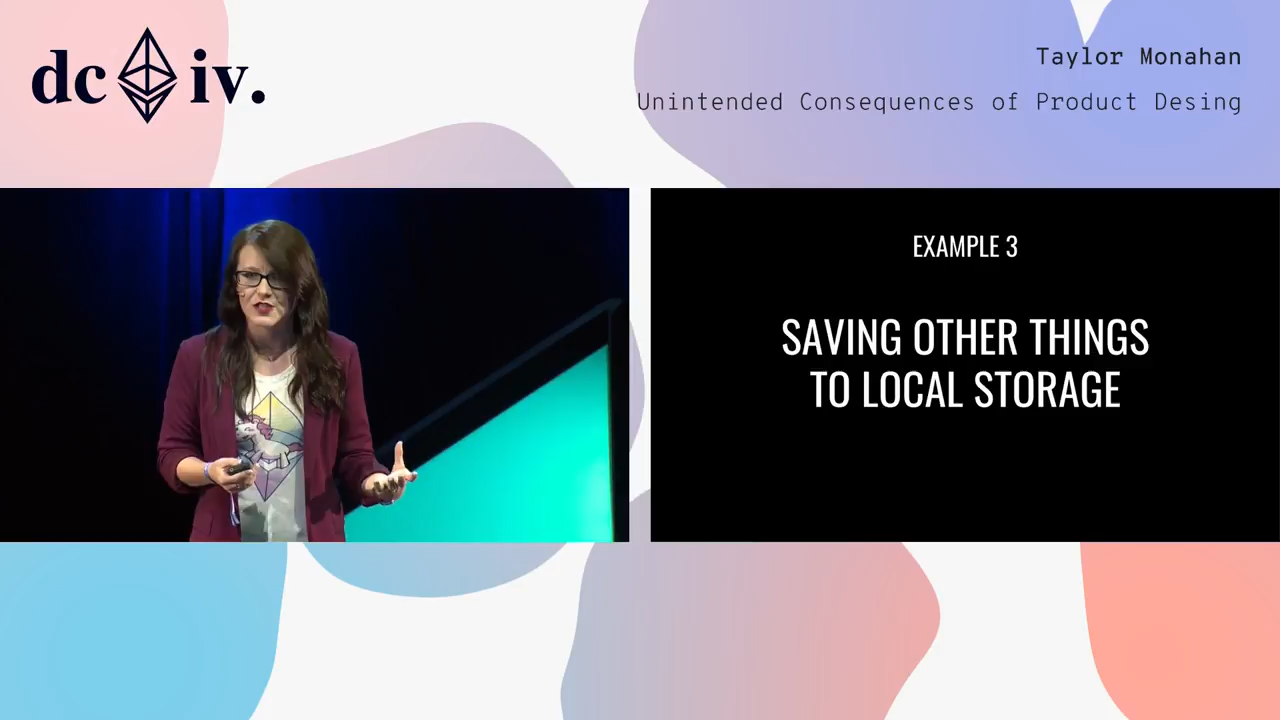 dc iv.
Taylor Monahan
Unintended Consequences of Product Desing
EXAMPLE 3
SAVING OTHER THINGS
TO LOCAL STORAGE